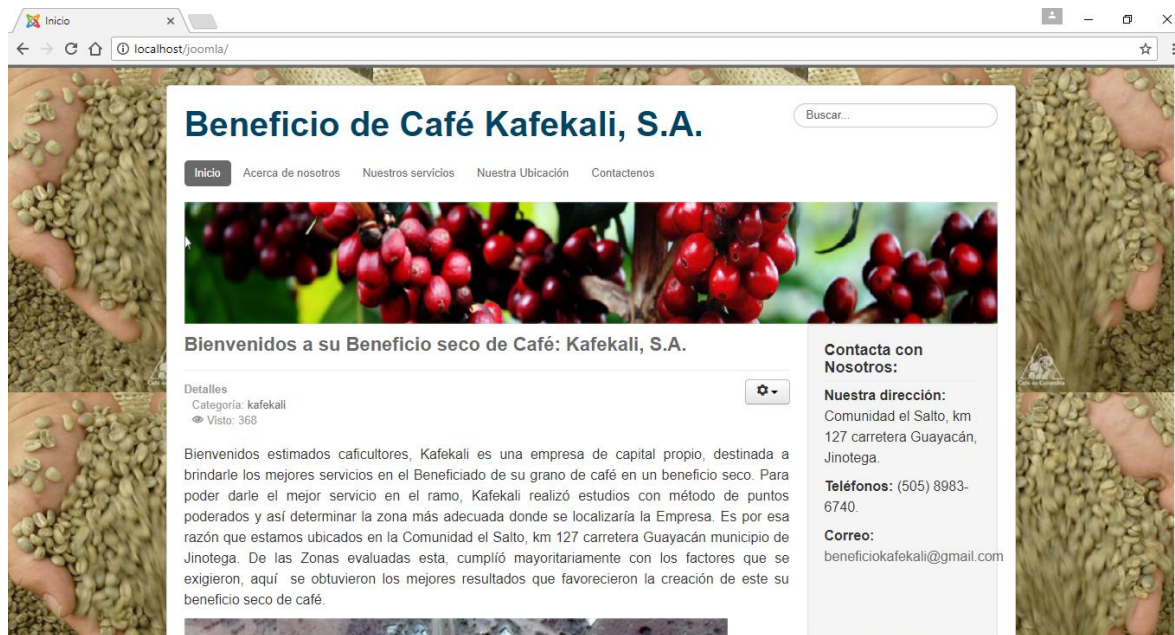 Inicio
localhost/joomla/
Beneficio de Café Kafekali, S.A.
Buscar...
Inicio
Acerca de nosotros
Nuestros servicios
Nuestra Ubicación
Contactenos
Bienvenidos a su Beneficio seco de Café: Kafekali, S.A.
Detalles
Categoría: kafekali
Visto: 368
Bienvenidos estimados caficultores, Kafekali es una empresa de capital propio, destinada a
brindarle los mejores servicios en el Beneficiado de su grano de café en un beneficio seco. Para
poder darle el mejor servicio en el ramo, Kafekali realizó estudios con método de puntos
poderados y así determinar la zona más adecuada donde se localizaría la Empresa. Es por esa
razón que estamos ubicados en la Comunidad el Salto, km 127 carretera Guayacán municipio de
Jinotega. De las Zonas evaluadas esta, cumplíó mayoritariamente con los factores que se
exigieron, aquí se obtuvieron los mejores resultados que favorecieron la creación de este su
beneficio seco de café.
Contacta con
Nosotros:
Nuestra dirección:
Comunidad el Salto, km
127 carretera Guayacán,
Jinotega.
Teléfonos: (505) 8983-
6740.
Correo:
beneficiokafekali@gmail.com
Café de Colombia